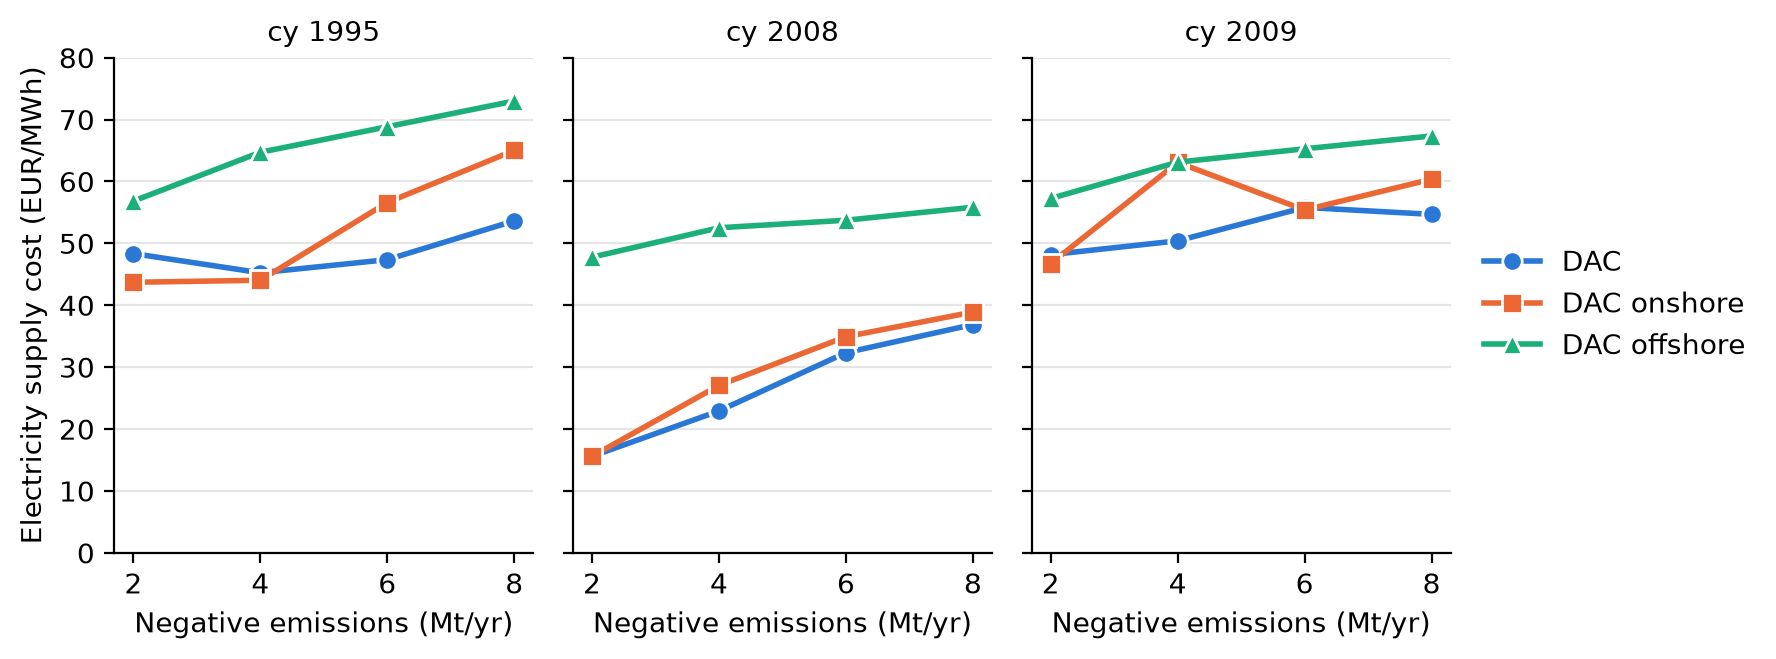 cy 1995
cy 2008
cy 2009
Electricity supply cost (EUR/MWh)
80
70
60
50
40
30
20
10
0
2 4 6 8
2 4 6 8
2 4 6 8
Negative emissions (Mt/yr)
Negative emissions (Mt/yr)
Negative emissions (Mt/yr)
DAC
DAC onshore
DAC offshore